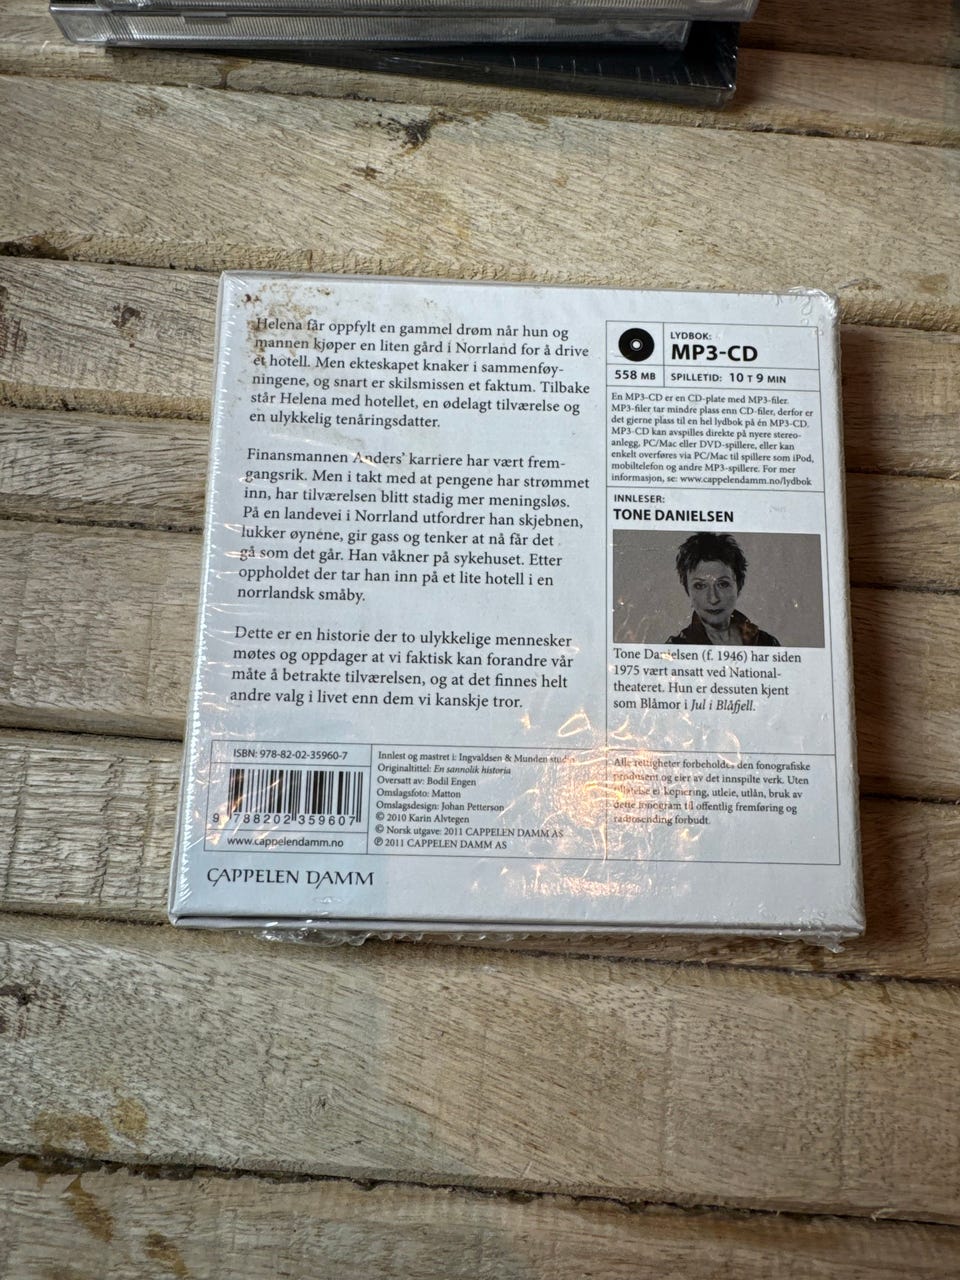 Helena får oppfylt en gammel drøm når hun og
mannen kjøper en liten gård i Norrland for å drive
et hotell. Men ekteskapet knaker i sammenføy-
ningene, og snart er skilsmissen et faktum. Tilbake
står Helena med hotellet, en ødelagt tilværelse og
en ulykkelig tenåringsdatter.
Finansmannen Anders' karriere har vært frem-
gangsrik. Men i takt med at pengene har strømmet
inn, har tilværelsen blitt stadig mer meningsløs.
På en landevei i Norrland utfordrer han skjebnen,
lukker øynene, gir gass og tenker at nå får det
gå som det går. Han våkner på sykehuset. Etter
oppholdet der tar han inn på et lite hotell i en
norrlandsk småby.
Dette er en historie der to ulykkelige mennesker
møtes og oppdager at vi faktisk kan forandre vår
måte å betrakte tilværelsen, og at det finnes helt
andre valg i livet enn dem vi kanskje tror.
LYDBOK:
MP3-CD
558 MB
SPILLETID: 10 T 9 MIN
En MP3-CD er en CD-plate med MP3-filer.
MP3-filer tar mindre plass enn CD-filer, derfor er
det gjerne plass til en hel lydbok på én MP3-CD.
MP3-CD kan avspilles direkte på nyere stereo-
anlegg, PC/Mac eller DVD-spillere, eller kan
enkelt overføres via PC/Mac til spillere som iPod,
mobiltelefon og andre MP3-spillere. For mer
informasjon, se: www.cappelendamm.no/lydbok
INNLESER:
TONE DANIELSEN
Tone Danielsen (f. 1946) har siden
1975 vært ansatt ved National-
theateret. Hun er dessuten kjent
som Blåmor i Jul i Blåfjell.
ISBN: 978-82-02-35960-7
9 788202 359607
www.cappelendamm.no
Innlest og mastret i: Ingvaldsen & Munden studio
Originaltittel: En sannolik historia
Oversatt av: Bodil Engen
Omslagsfoto: Matton
Omslagsdesign: Johan Petterson
© 2010 Karin Alvtegen
© Norsk utgave: 2011 CAPPELEN DAMM AS
℗ 2011 CAPPELEN DAMM AS
Alle rettigheter forbeholdes den fonografiske
produsent og eier av det innspilte verk. Uten
tillatelse er kopiering, utleie, utlån, bruk av
dette fonogram til offentlig fremføring og
radiosending forbudt.
CAPPELEN DAMM